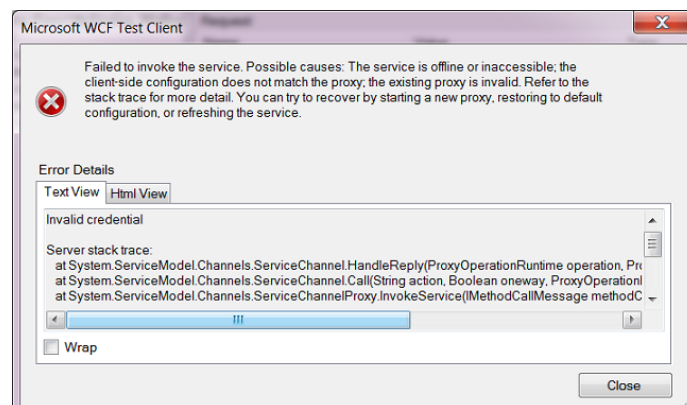 Request
Microsoft WCF Test Client
Failed to invoke the service. Possible causes: The service is offline or inaccessible; the
client-side configuration does not match the proxy; the existing proxy is invalid. Refer to the
stack trace for more detail. You can try to recover by starting a new proxy, restoring to default
configuration, or refreshing the service.
Error Details
Text View Html View
Invalid credential
Server stack trace:
at System.ServiceModel.Channels.ServiceChannel.HandleReply(ProxyOperationRuntime operation, Pro
at System.ServiceModel.Channels.ServiceChannel.Call(String action, Boolean oneway, ProxyOperationI
at System.ServiceModel.Channels.ServiceChannelProxy.InvokeService(IMethodCallMessage methodC
Wrap
Close